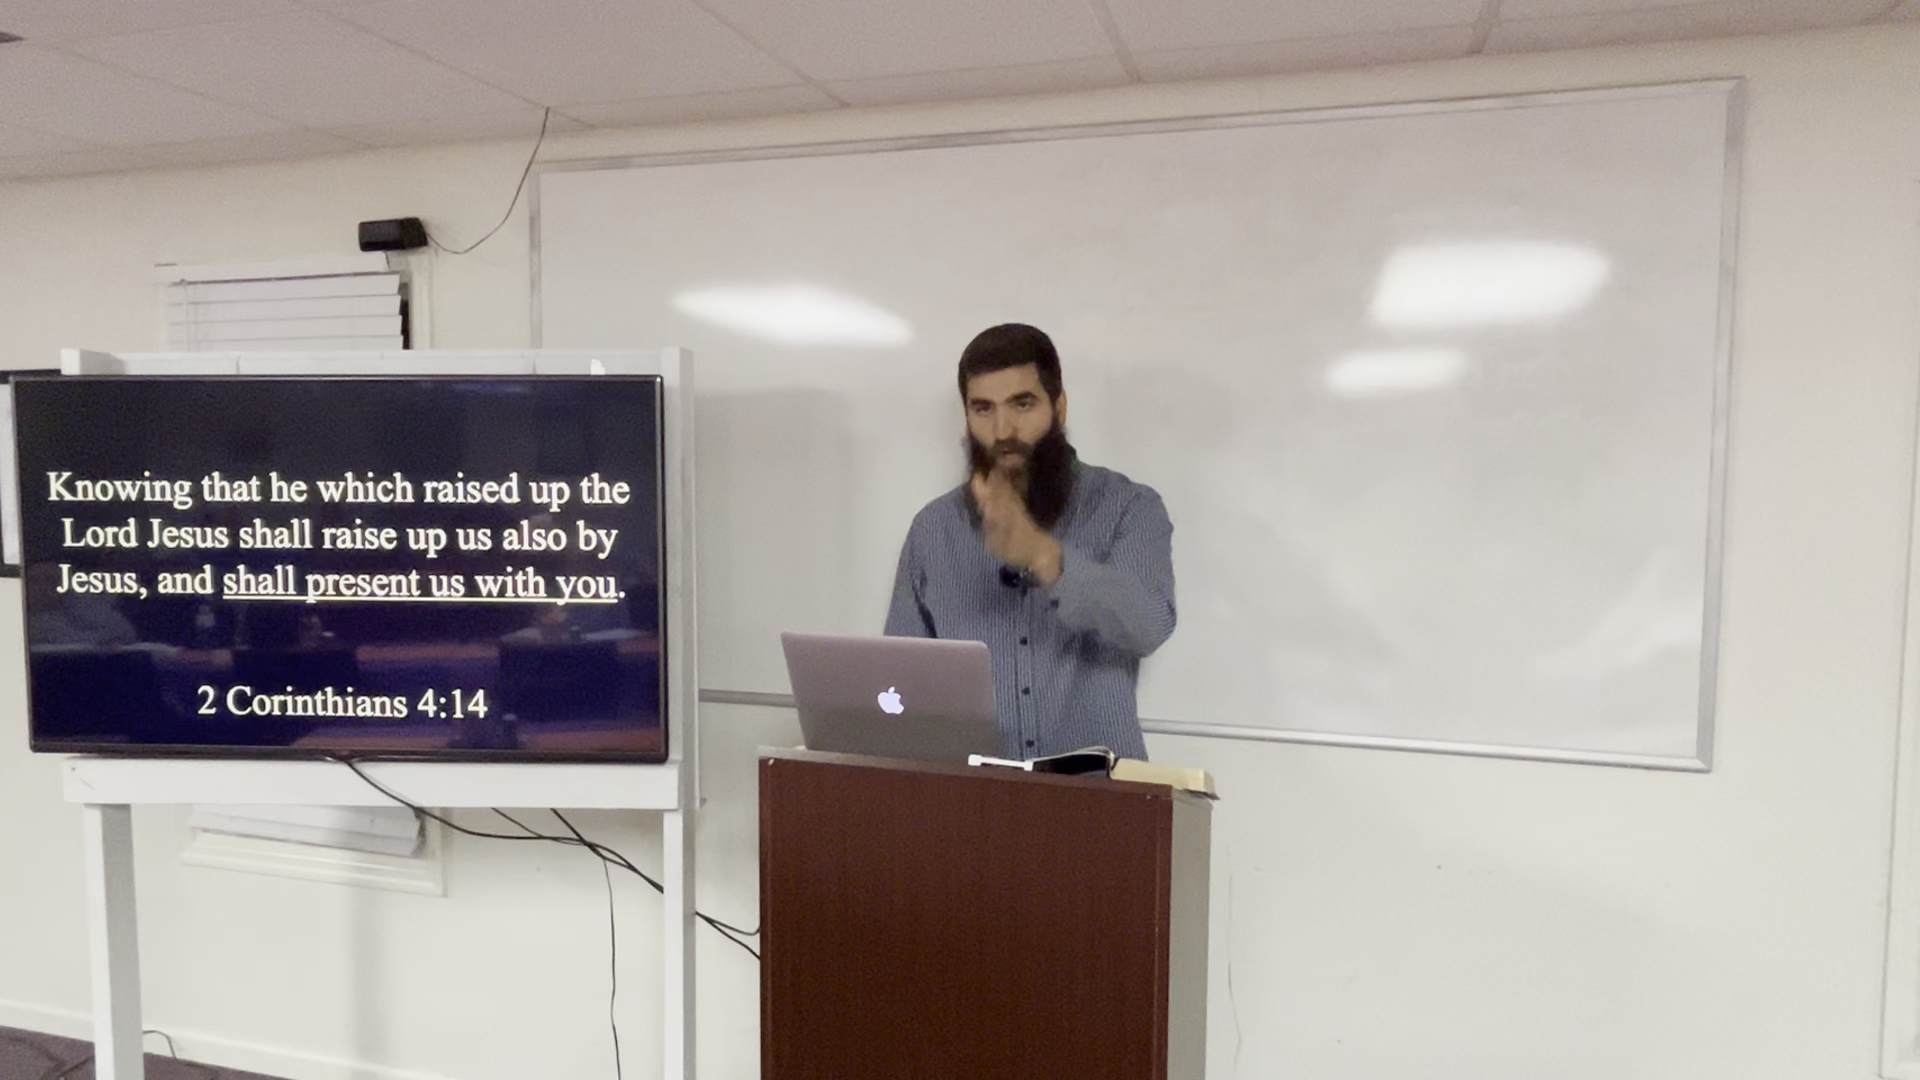 Knowing that he which raised up the
Lord Jesus shall raise up us also by
Jesus, and shall present us with you.
2 Corinthians 4:14